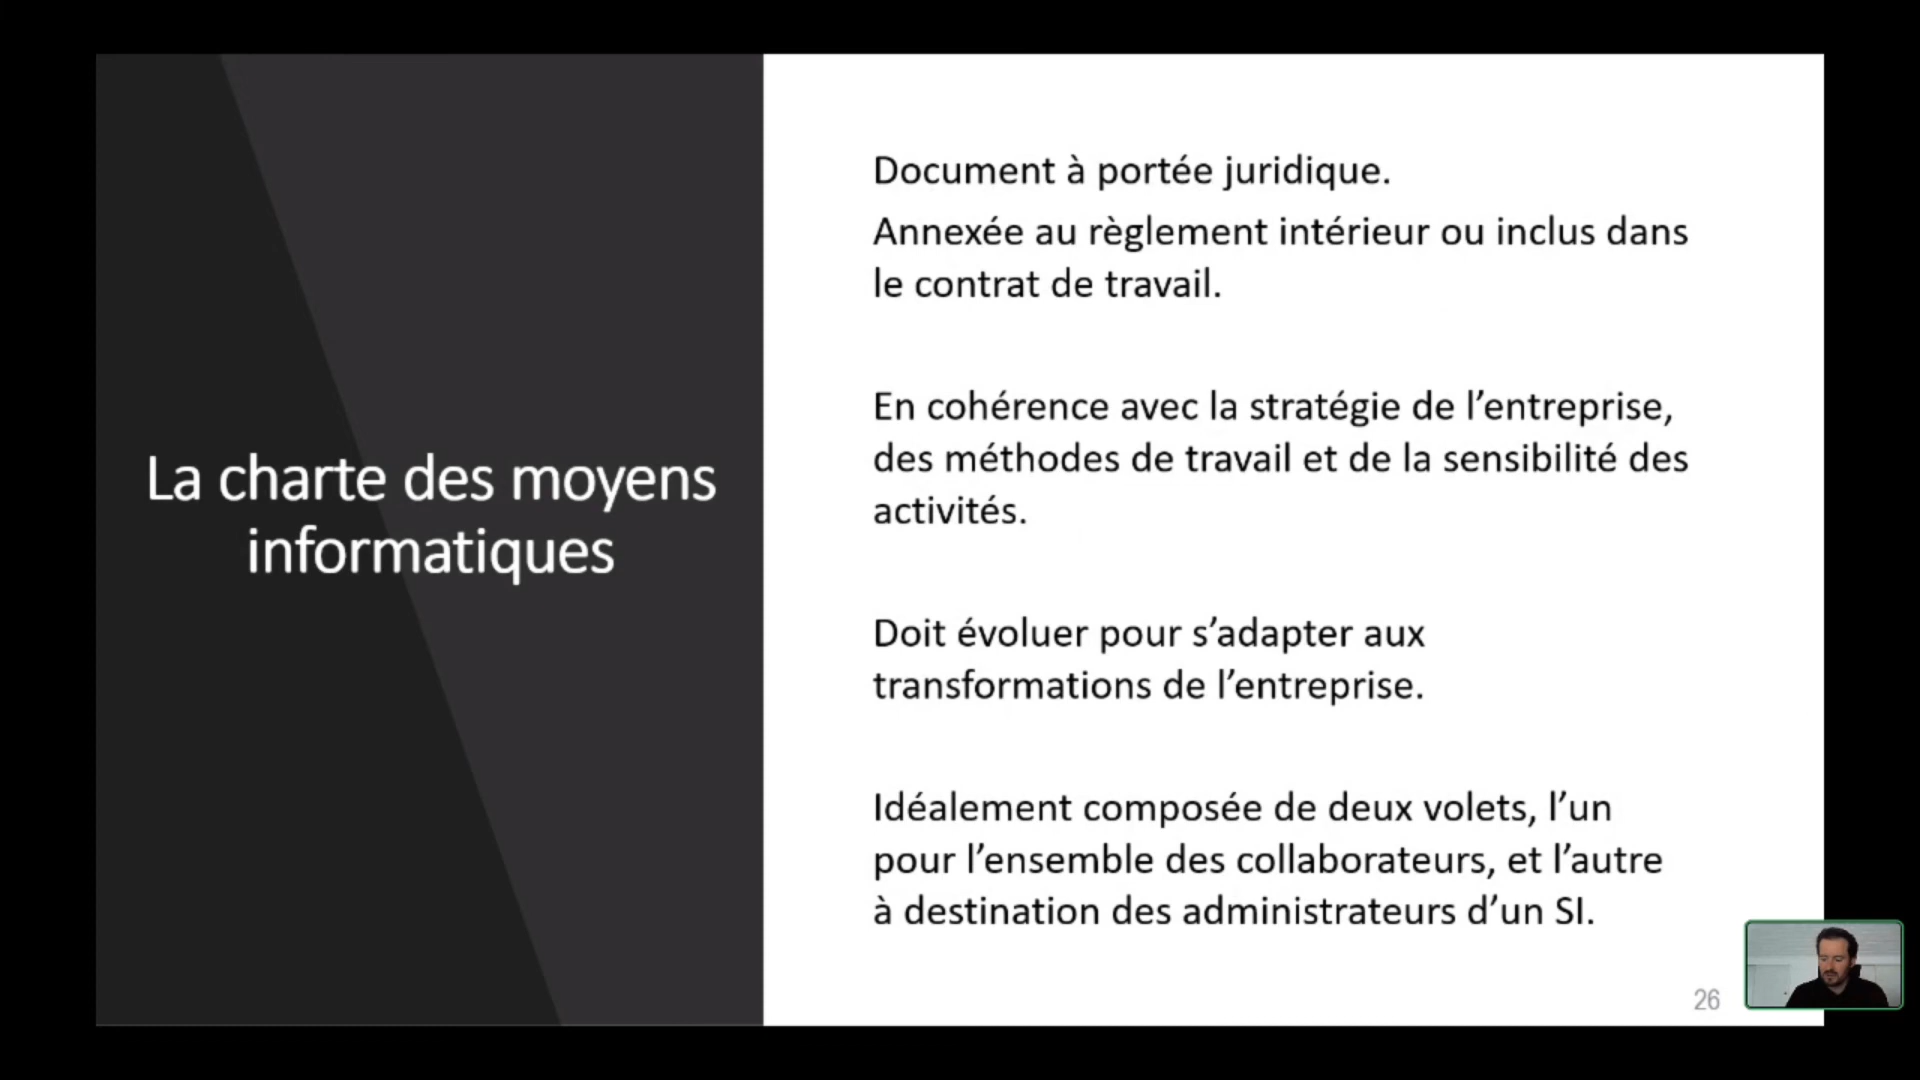 La charte des moyens
informatiques
Document à portée juridique.
Annexée au règlement intérieur ou inclus dans
le contrat de travail.
En cohérence avec la stratégie de l’entreprise,
des méthodes de travail et de la sensibilité des
activités.
Doit évoluer pour s’adapter aux
transformations de l’entreprise.
Idéalement composée de deux volets, l’un
pour l’ensemble des collaborateurs, et l’autre
à destination des administrateurs d’un SI.
26